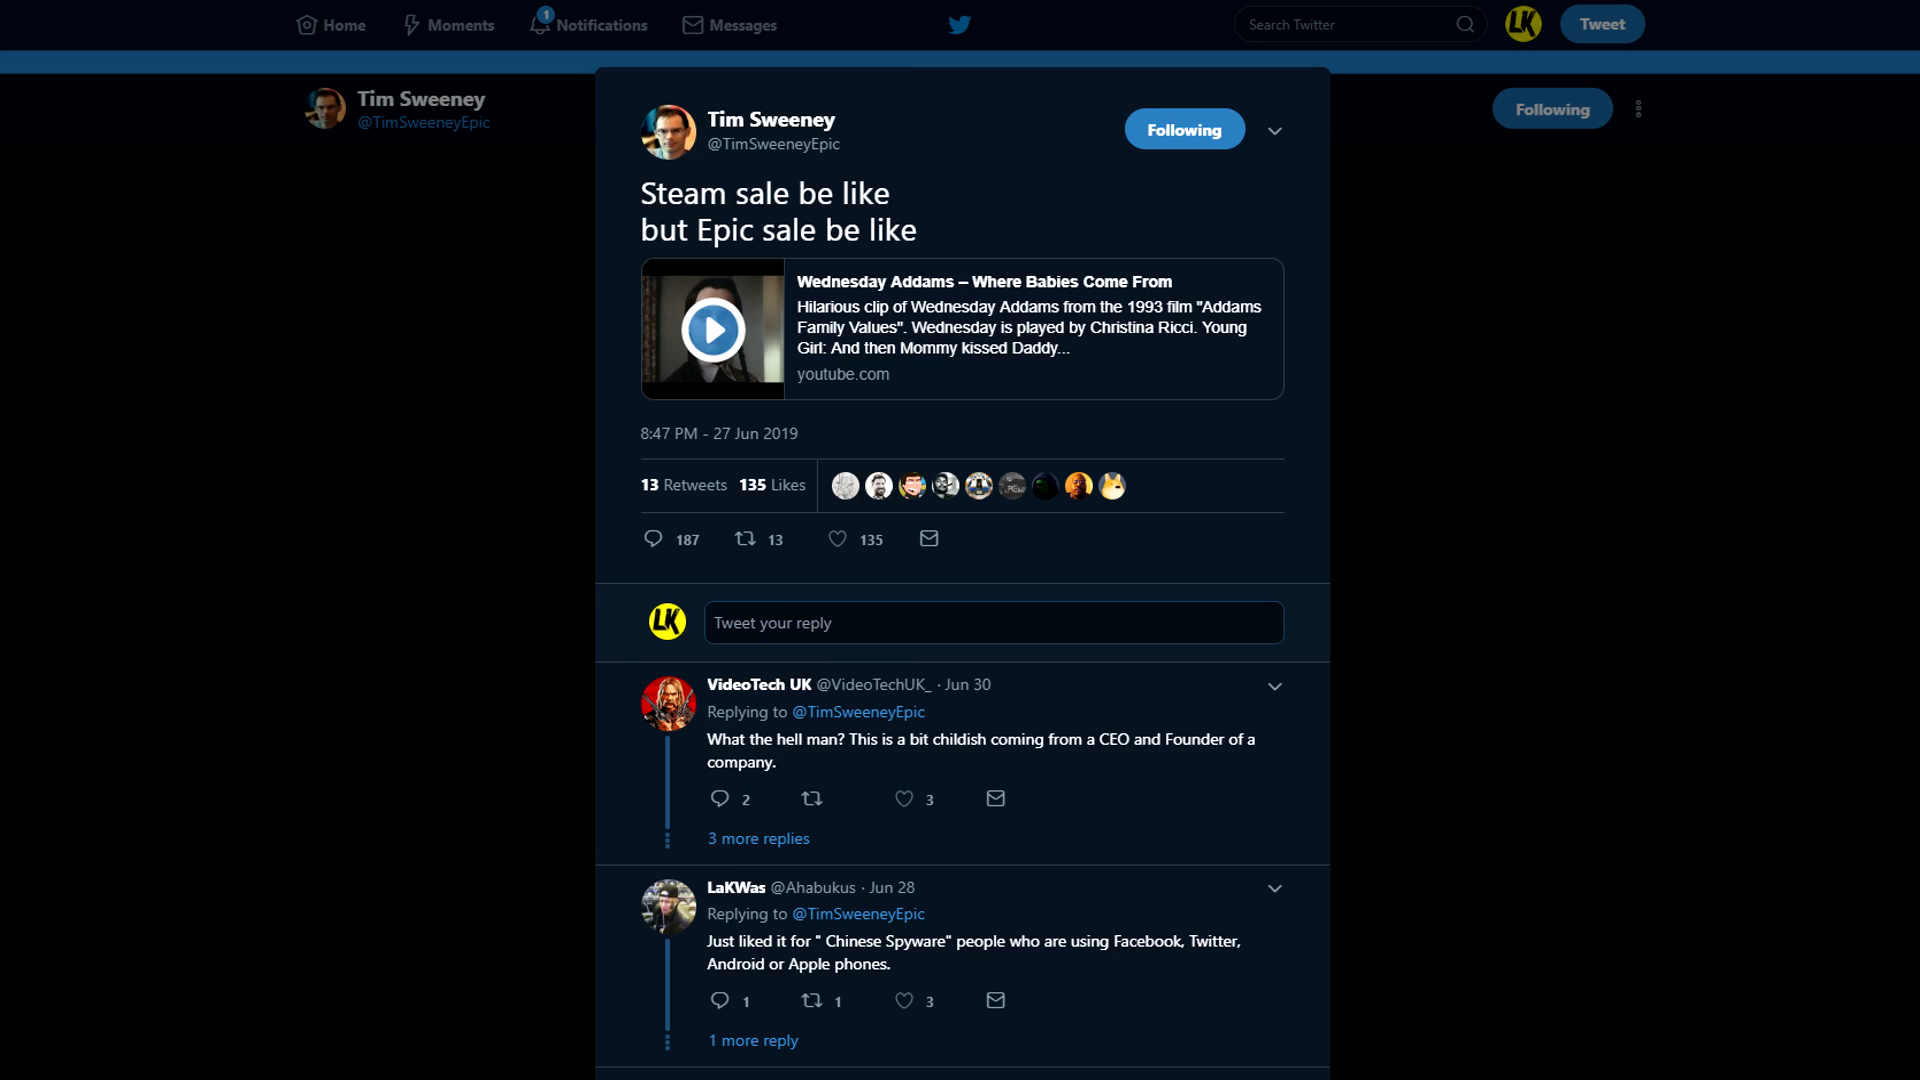 Home
Moments
1
Notifications
Messages
Search Twitter
LK
Tweet
Tim Sweeney
@TimSweeneyEpic
Following
Tim Sweeney
@TimSweeneyEpic
Following
Steam sale be like
but Epic sale be like
Wednesday Addams – Where Babies Come From
Hilarious clip of Wednesday Addams from the 1993 film "Addams
Family Values". Wednesday is played by Christina Ricci. Young
Girl: And then Mommy kissed Daddy...
youtube.com
8:47 PM - 27 Jun 2019
13 Retweets 135 Likes
187 13 135
LK
Tweet your reply
VideoTech UK @VideoTechUK_ · Jun 30
Replying to @TimSweeneyEpic
What the hell man? This is a bit childish coming from a CEO and Founder of a
company.
2 3
3 more replies
LaKWas @Ahabukus · Jun 28
Replying to @TimSweeneyEpic
Just liked it for " Chinese Spyware" people who are using Facebook, Twitter,
Android or Apple phones.
1 1 3
1 more reply